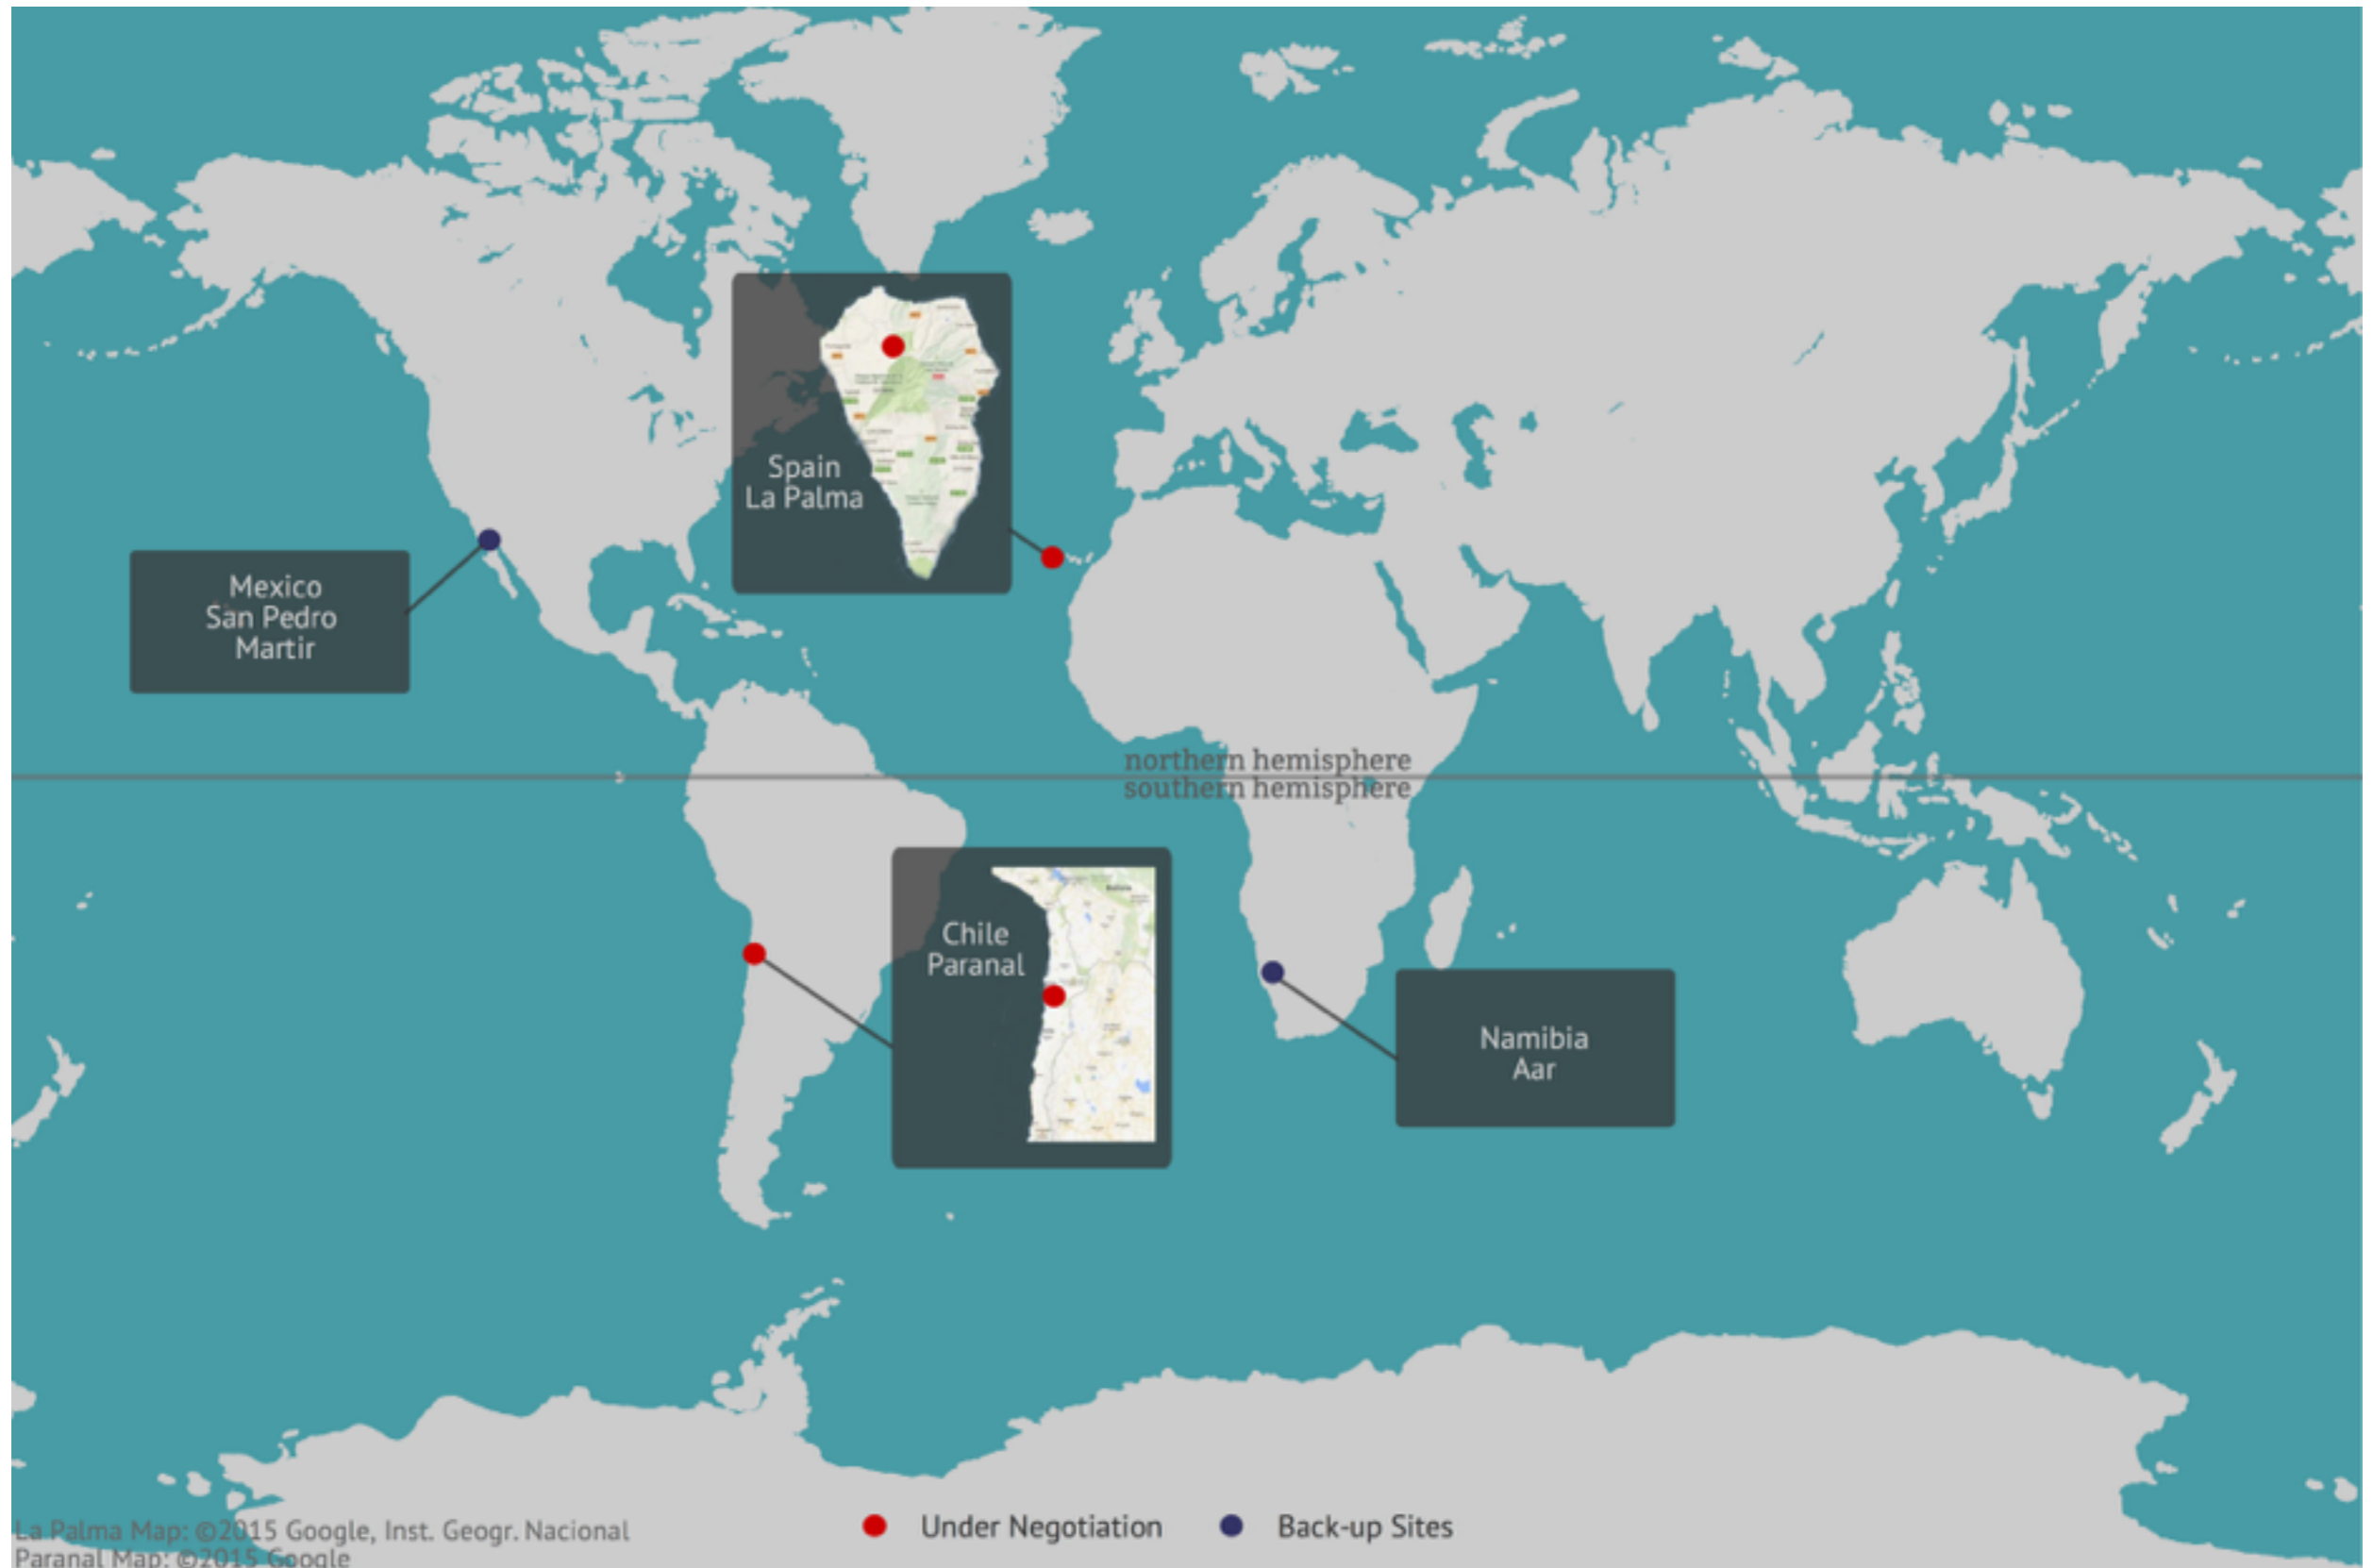 Spain
La Palma
Mexico
San Pedro
Martir
northern hemisphere
southern hemisphere
Chile
Paranal
Namibia
Aar
Under Negotiation
Back-up Sites
La Palma Map: ©2015 Google, Inst. Geogr. Nacional
Paranal Map: ©2015 Google